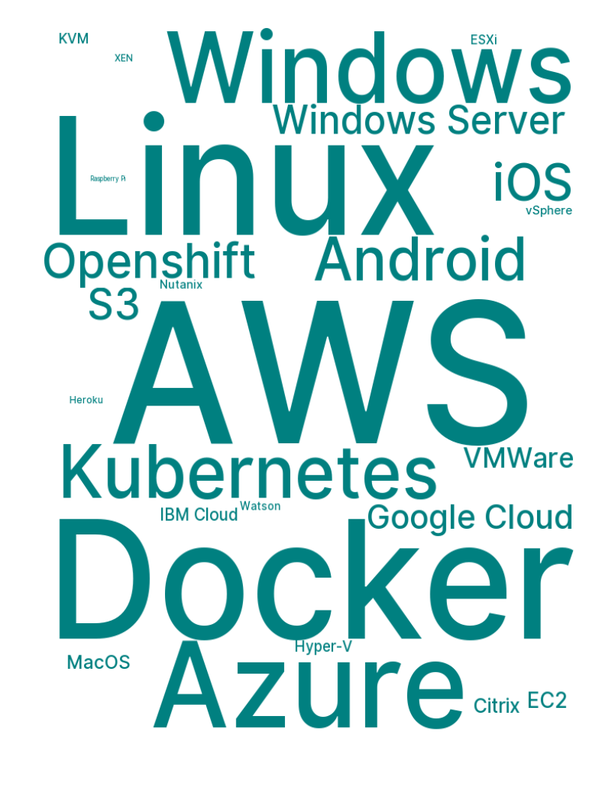 KVM
ESXi
XEN
Windows
Windows Server
Linux
Raspberry Pi
iOS
vSphere
Openshift
Android
Nutanix
S3
AWS
Heroku
Kubernetes
VMWare
Watson
IBM Cloud
Google Cloud
Docker
Hyper-V
MacOS
Azure
Citrix
EC2